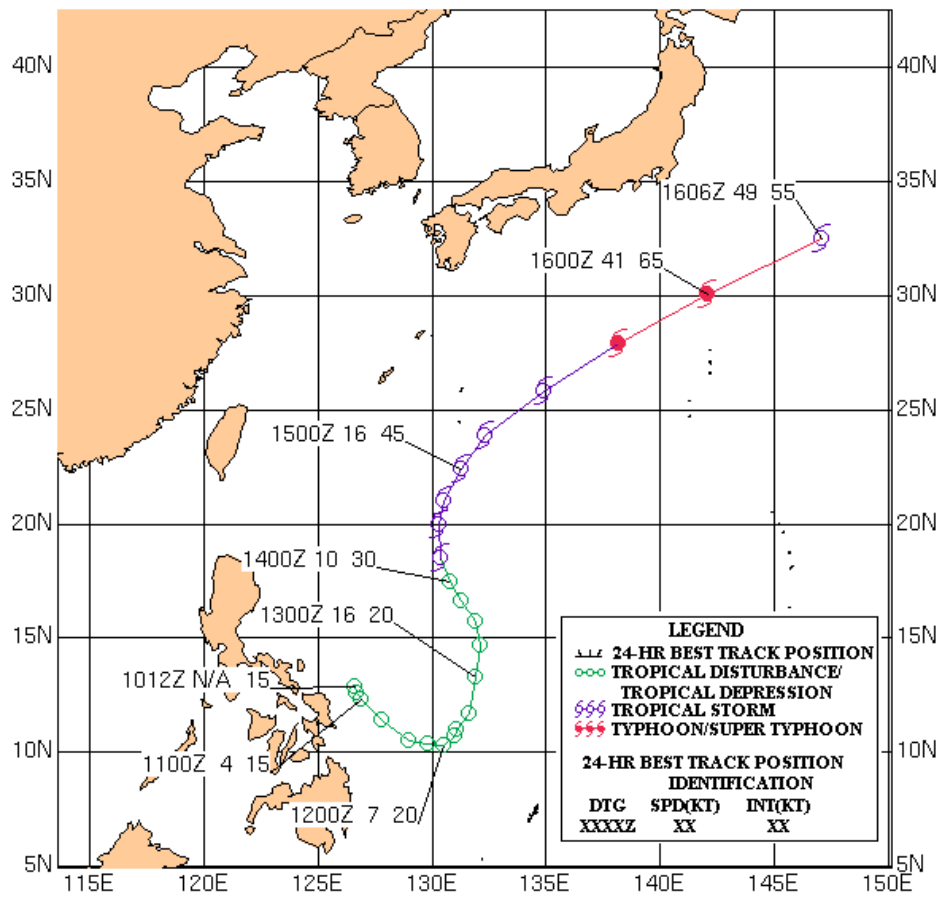 40N
40N
35N
35N
1606Z 49 55
1600Z 41 65
30N
30N
25N
25N
1500Z 16 45
20N
20N
1400Z 10 30
1300Z 16 20
15N
15N
LEGEND
24-HR BEST TRACK POSITION
TROPICAL DISTURBANCE/
TROPICAL DEPRESSION
TROPICAL STORM
TYPHOON/SUPER TYPHOON
24-HR BEST TRACK POSITION
IDENTIFICATION
DTG SPD(KT) INT(KT)
XXXXZ XX XX
1012Z N/A 15
10N
10N
1100Z 4 15
1200Z 7 20
5N
5N
115E 120E 125E 130E 135E 140E 145E 150E